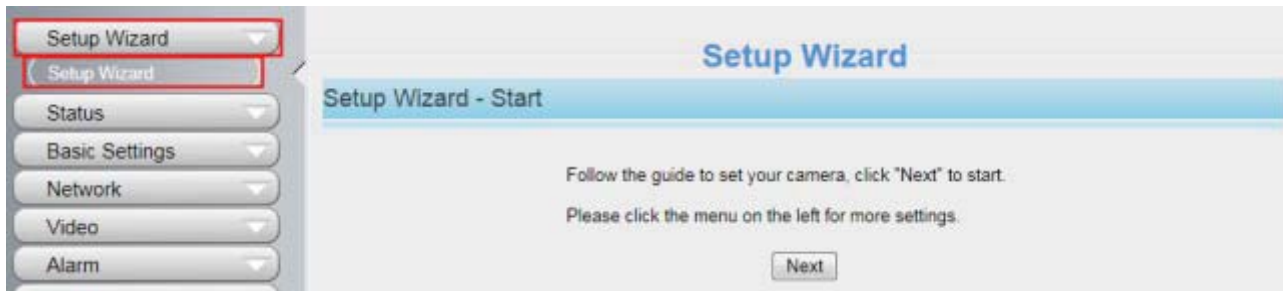 Setup Wizard
Setup Wizard
Status
Basic Settings
Network
Video
Alarm
Setup Wizard
Setup Wizard - Start
Follow the guide to set your camera, click "Next" to start.
Please click the menu on the left for more settings.
Next